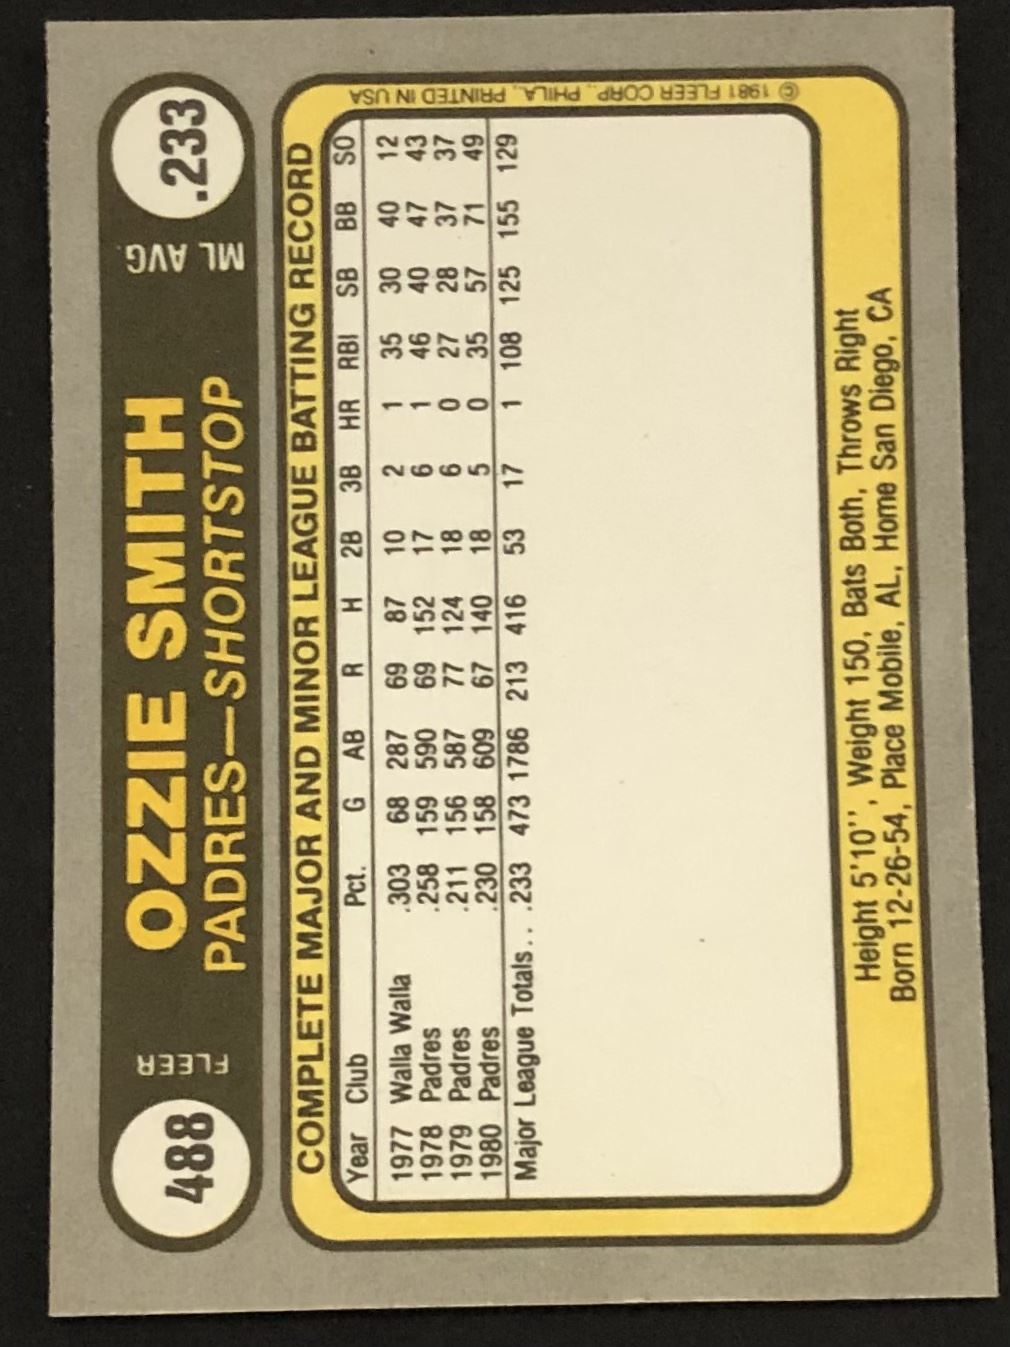 488
FLEER
OZZIE SMITH
PADRES—SHORTSTOP
ML AVG.
.233
COMPLETE MAJOR AND MINOR LEAGUE BATTING RECORD
Year Club Pct. G AB R H 2B 3B HR RBI SB BB SO
1977 Walla Walla .303 68 287 69 87 10 2 1 35 30 40 12
1978 Padres .258 159 590 69 152 17 6 1 46 40 47 43
1979 Padres .211 156 587 77 124 18 6 0 27 28 37 37
1980 Padres .230 158 609 67 140 18 5 0 35 57 71 49
Major League Totals . . .233 473 1786 213 416 53 17 1 108 125 155 129
Height 5'10'', Weight 150, Bats Both, Throws Right
Born 12-26-54, Place Mobile, AL, Home San Diego, CA
© 1981 FLEER CORP., PHILA., PRINTED IN USA